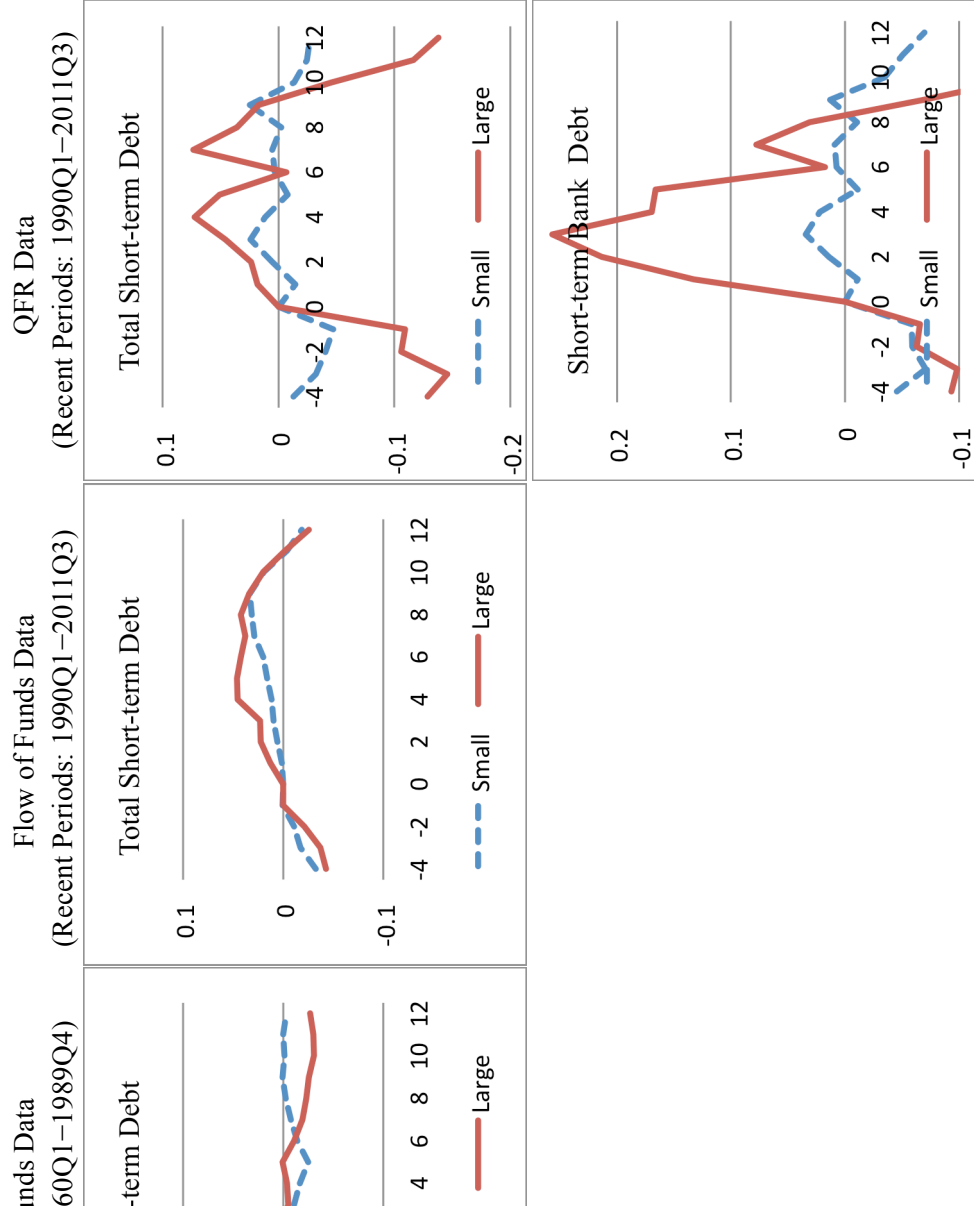 unds Data
60Q1−1989Q4)
-term Debt
4 6 8 10 12
Large
Flow of Funds Data
(Recent Periods: 1990Q1−2011Q3)
Total Short-term Debt
0.1
0
-0.1
-4 -2 0 2 4 6 8 10 12
Small Large
QFR Data
(Recent Periods: 1990Q1−2011Q3)
Total Short-term Debt
0.1
0
-0.1
-0.2
-4 -2 0 2 4 6 8 10 12
Small Large
Short-term Bank Debt
0.2
0.1
0
-0.1
-4 -2 0 2 4 6 8 10 12
Small Large